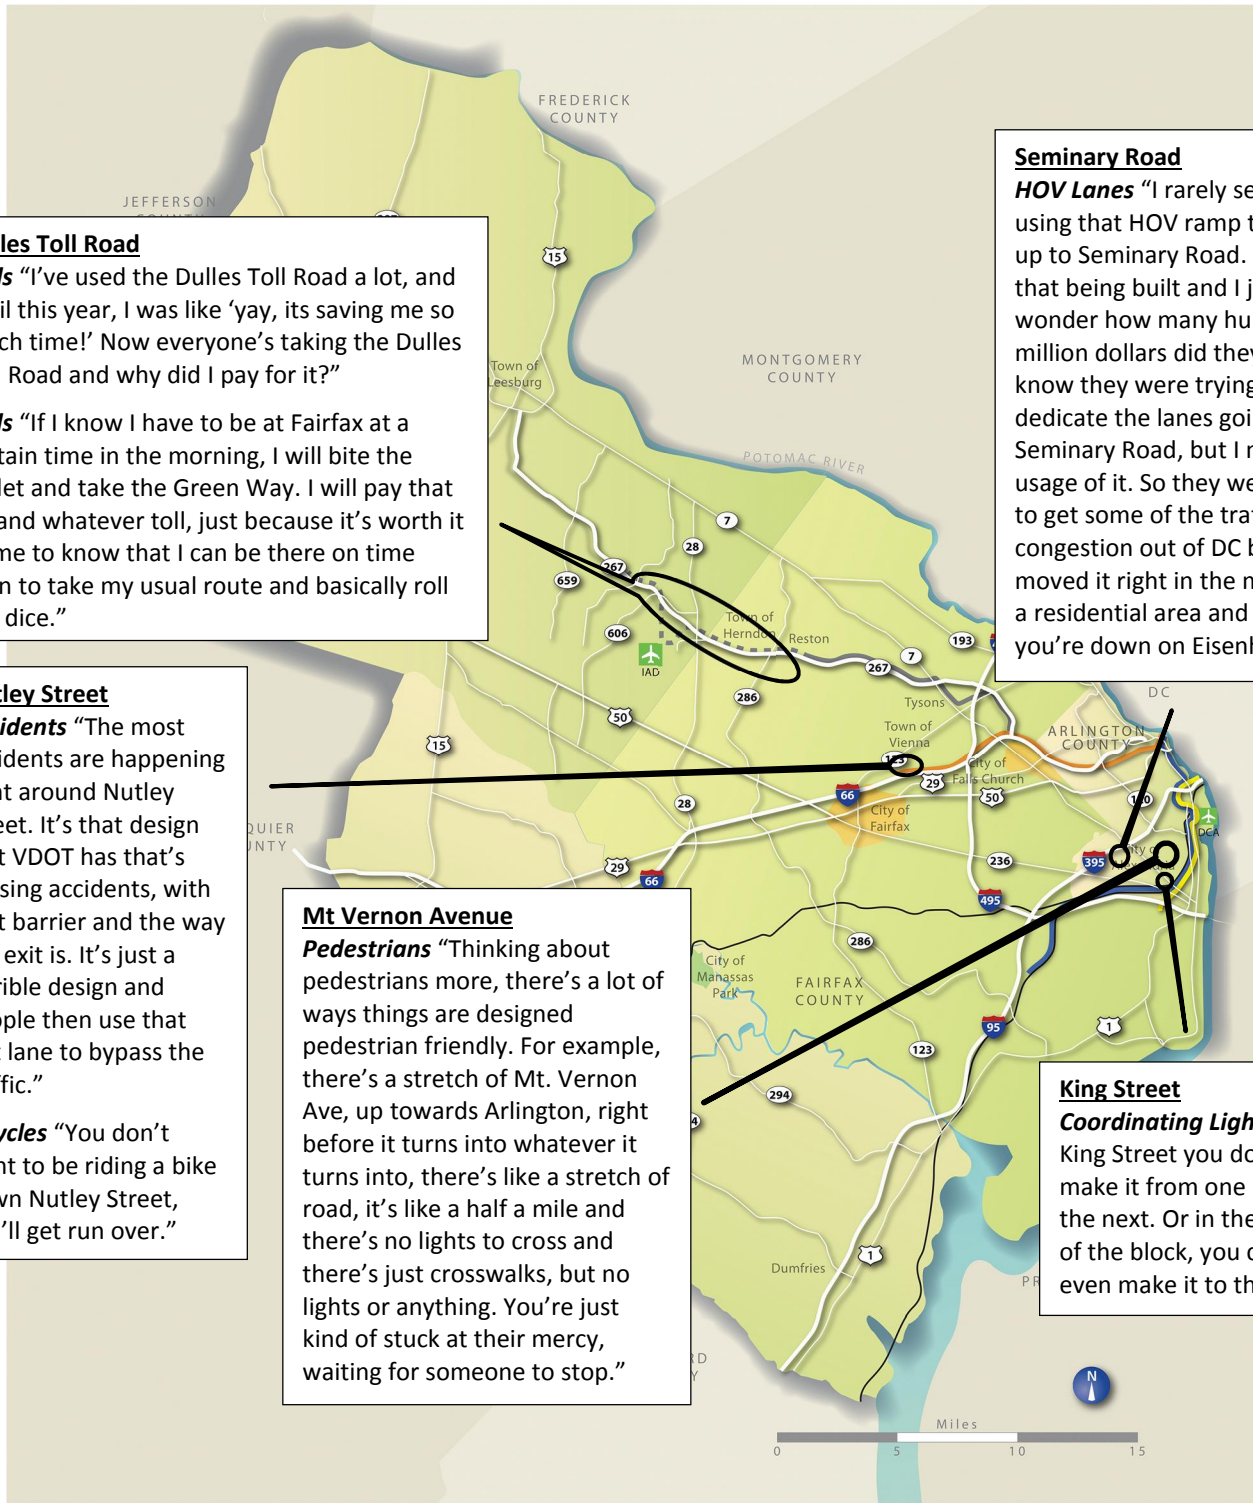 FREDERICK
COUNTY
JEFFERSON
15
les Toll Road
ls “I’ve used the Dulles Toll Road a lot, and
il this year, I was like ‘yay, its saving me so
ch time!’ Now everyone’s taking the Dulles
Road and why did I pay for it?”
ls “If I know I have to be at Fairfax at a
tain time in the morning, I will bite the
let and take the Green Way. I will pay that
and whatever toll, just because it’s worth it
me to know that I can be there on time
n to take my usual route and basically roll
dice.”
Seminary Road
HOV Lanes “I rarely se
using that HOV ramp t
up to Seminary Road.
that being built and I j
wonder how many hu
million dollars did they
know they were trying
dedicate the lanes goi
Seminary Road, but I n
usage of it. So they we
to get some of the traf
congestion out of DC b
moved it right in the m
a residential area and
you’re down on Eisenh
Town of
Leesburg
MONTGOMERY
COUNTY
POTOMAC RIVER
7
28
267
659
606
IAD
Town of
Herndon
Reston
193
7
267
286
Tysons
50
15
Town of
Vienna
123
DC
ARLINGTON
COUNTY
City of
Falls Church
29
50
66
City of
Fairfax
28
DCA
395
City of
236
29
66
495
tley Street
idents “The most
idents are happening
t around Nutley
eet. It’s that design
t VDOT has that’s
sing accidents, with
t barrier and the way
exit is. It’s just a
rible design and
ople then use that
t lane to bypass the
ffic.”
ycles “You don’t
nt to be riding a bike
wn Nutley Street,
’ll get run over.”
QUIER
UNTY
Mt Vernon Avenue
Pedestrians “Thinking about
pedestrians more, there’s a lot of
ways things are designed
pedestrian friendly. For example,
there’s a stretch of Mt. Vernon
Ave, up towards Arlington, right
before it turns into whatever it
turns into, there’s like a stretch of
road, it’s like a half a mile and
there’s no lights to cross and
there’s just crosswalks, but no
lights or anything. You’re just
kind of stuck at their mercy,
waiting for someone to stop.”
286
City of
Manassas
Park
FAIRFAX
COUNTY
95
1
123
294
4
King Street
Coordinating Ligh
King Street you do
make it from one
the next. Or in the
of the block, you d
even make it to th
1
Dumfries
PR
RD
Y
N
Miles
0 5 10 15